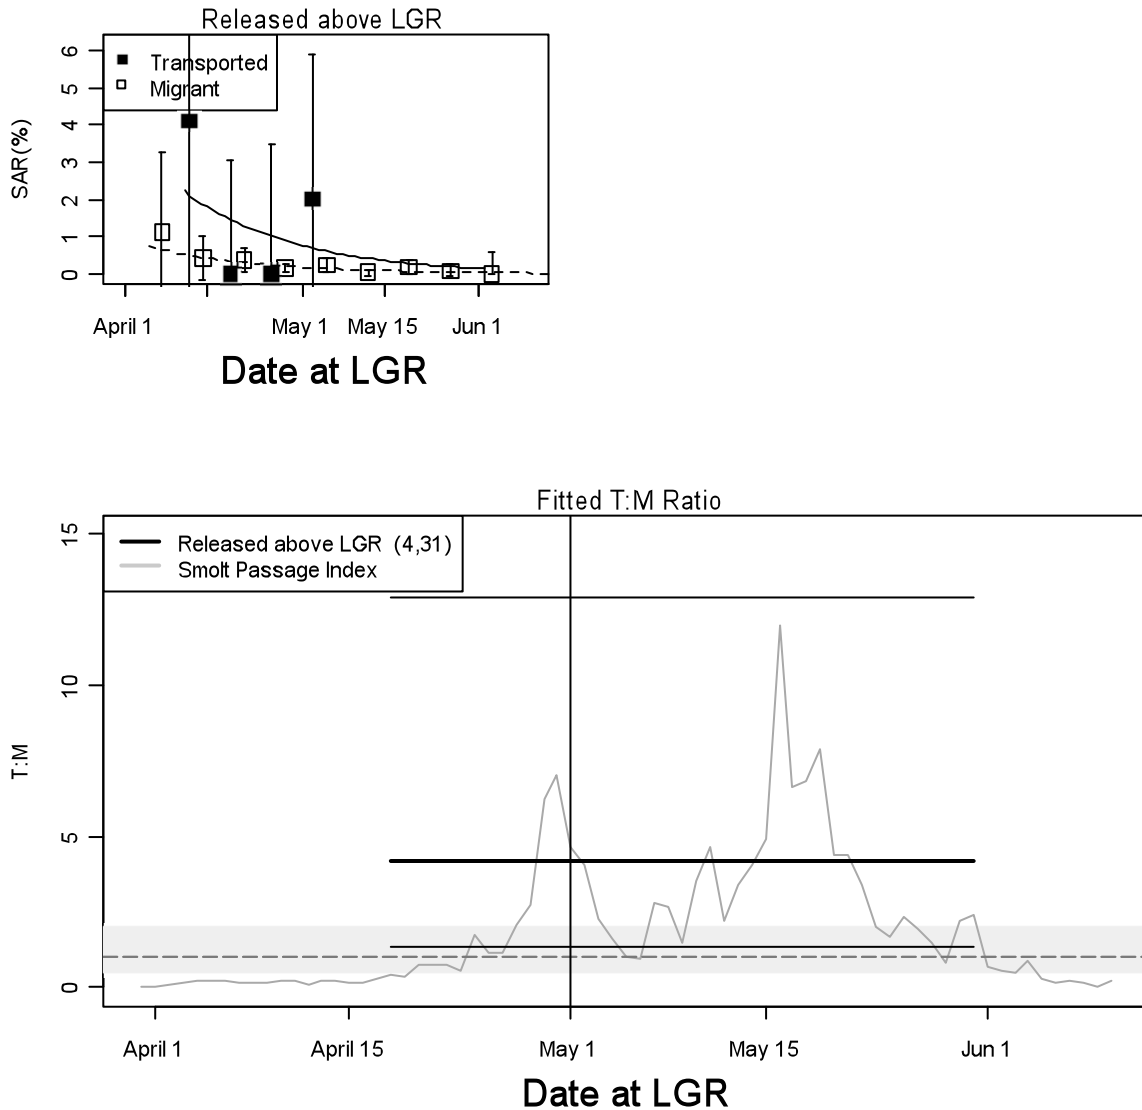 Released above LGR
Transported
Migrant
SAR(%)
6
5
4
3
2
1
0
April 1
May 1
May 15
Jun 1
Date at LGR
Fitted T:M Ratio
Released above LGR (4,31)
Smolt Passage Index
T:M
15
10
5
0
April 1
April 15
May 1
May 15
Jun 1
Date at LGR